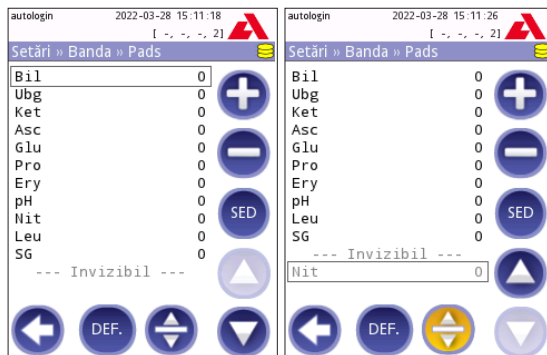 autologin 2022-03-28 15:11:18
[ -, -, -, 2]
Setări » Banda » Pads
Bil 0
Ubg 0
Ket 0
Asc 0
Glu 0
Pro 0
Ery 0
pH 0
Nit 0
Leu 0
SG 0
--- Invizibil ---
SED
DEF.
autologin 2022-03-28 15:11:26
[ -, -, -, 2]
Setări » Banda » Pads
Bil 0
Ubg 0
Ket 0
Asc 0
Glu 0
Pro 0
Ery 0
pH 0
Leu 0
SG 0
--- Invizibil ---
Nit 0
SED
DEF.